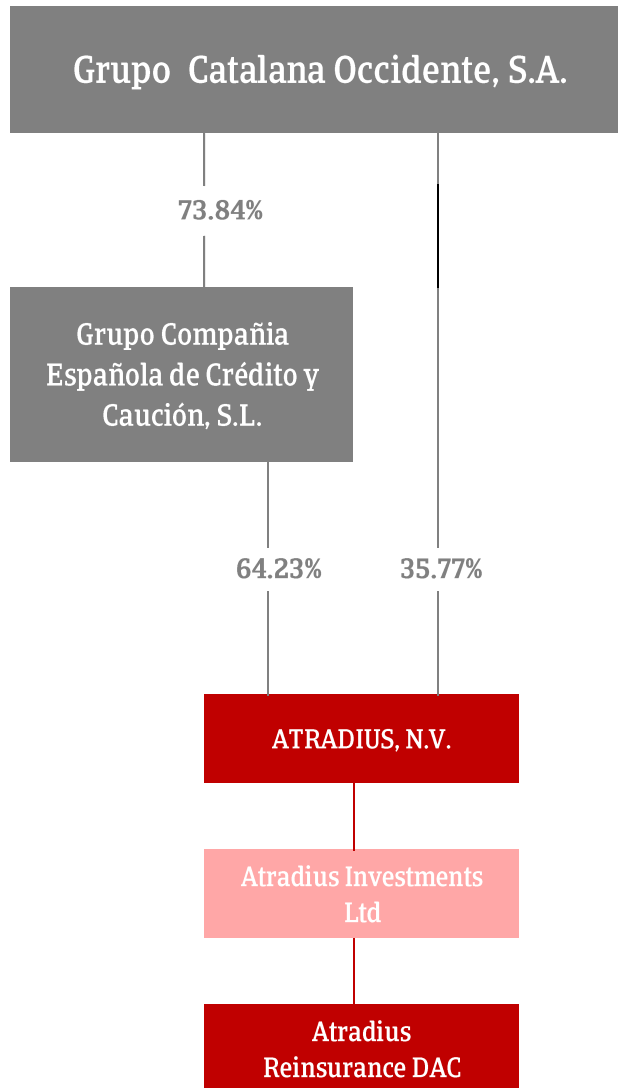 Grupo Catalana Occidente, S.A.
73.84%
Grupo Compañia
Española de Crédito y
Caución, S.L.
64.23%
35.77%
ATRADIUS, N.V.
Atradius Investments
Ltd
Atradius
Reinsurance DAC